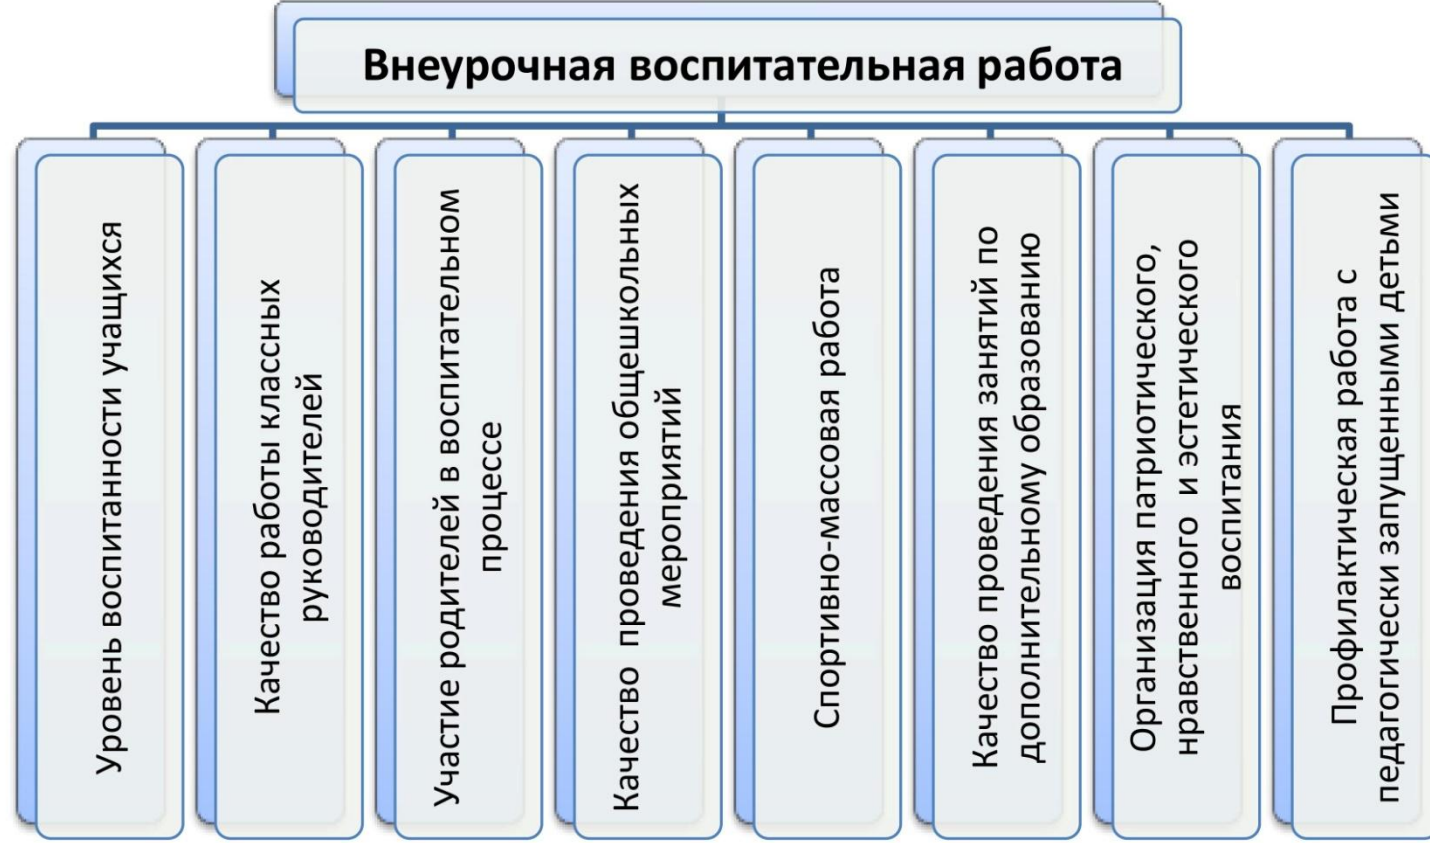 Внеурочная воспитательная работа
Уровень воспитанности учащихся
Качество работы классных
руководителей
Участие родителей в воспитательном
процессе
Качество проведения общешкольных
мероприятий
Спортивно-массовая работа
Качество проведения занятий по
дополнительному образованию
Организация патриотического,
нравственного и эстетического
воспитания
Профилактическая работа с
педагогически запущенными детьми